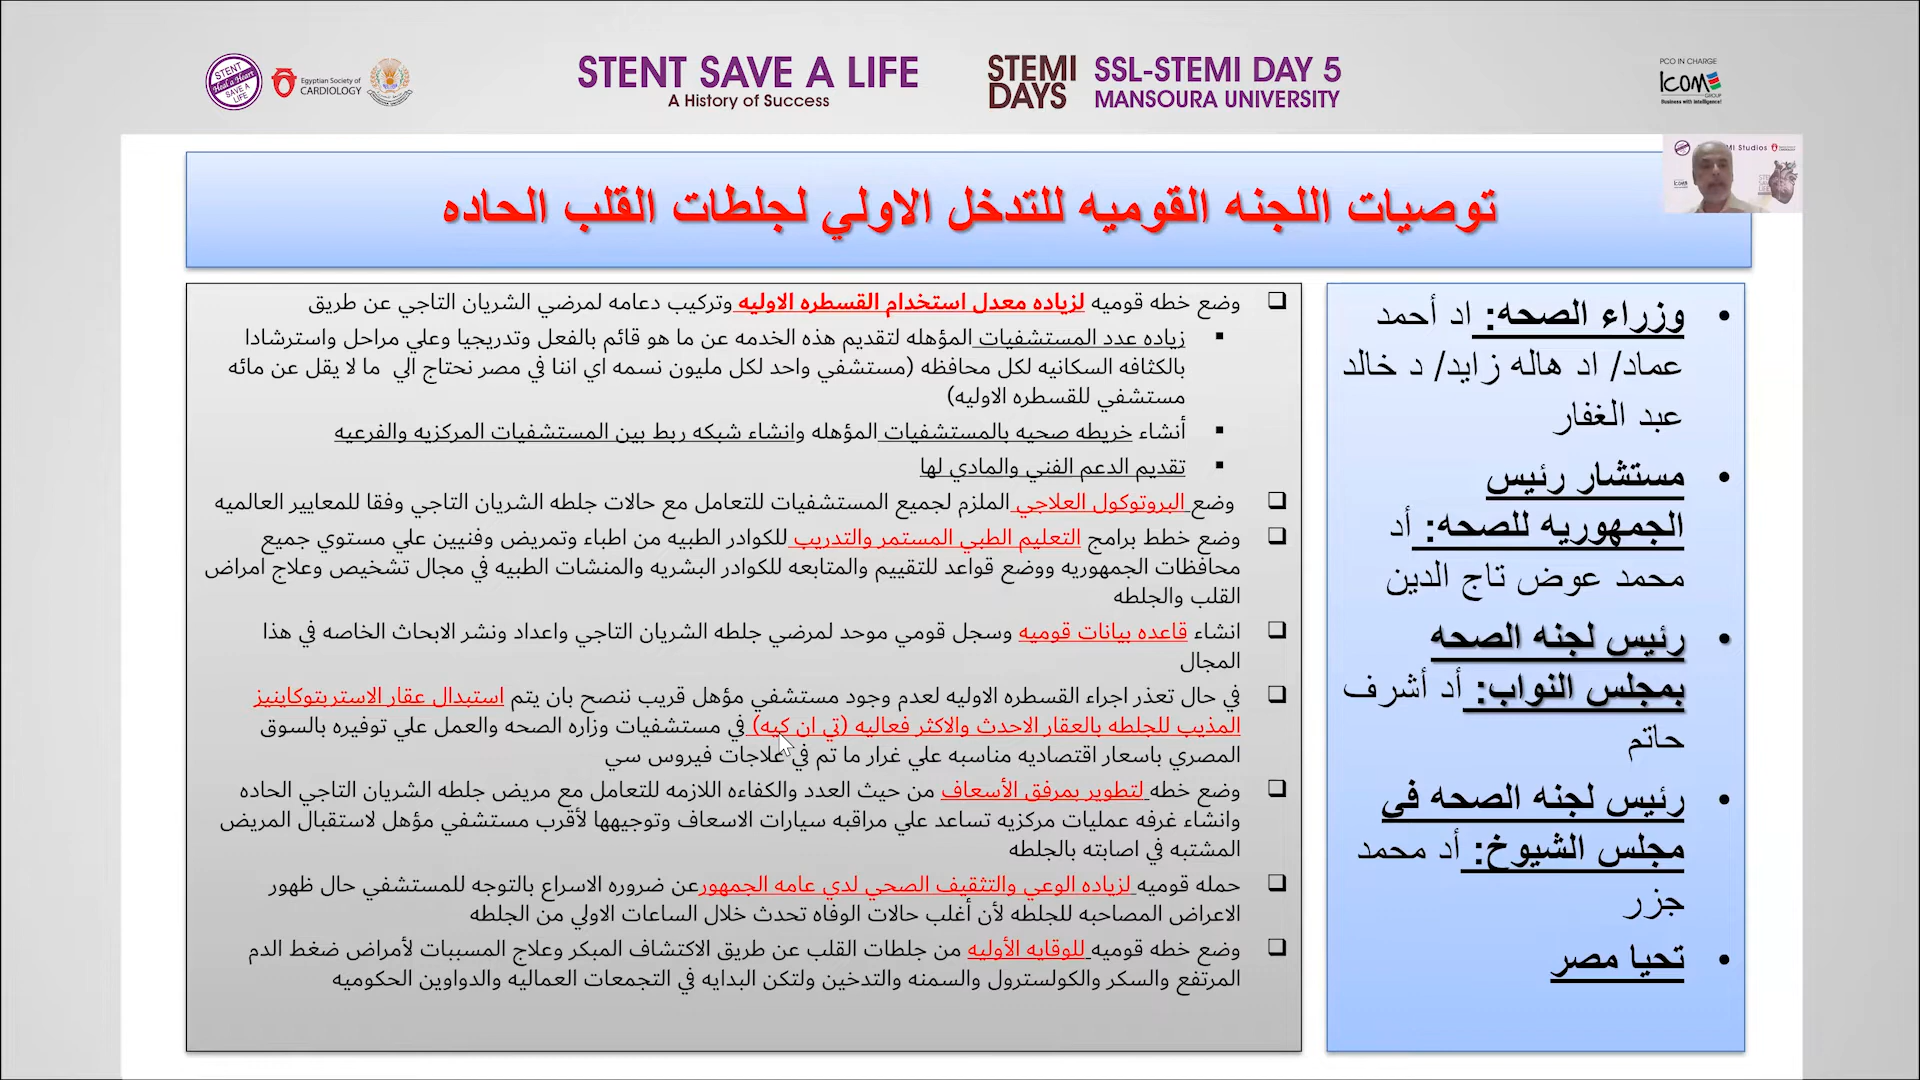 STENT
Heal a Heart
SAVE A LIFE
Egyptian Society of
CARDIOLOGY
STENT SAVE A LIFE
A History of Success
STEMI
DAYS
SSL-STEMI DAY 5
MANSOURA UNIVERSITY
PCO IN CHARGE
ICOM
GROUP
Business with Intelligence!
MI Studios
توصيات اللجنه القوميه للتدخل الاولي لجلطات القلب الحاده
• وزراء الصحه: اد أحمد
عماد/ اد هاله زايد/ د خالد
عبد الغفار
• مستشار رئيس
الجمهوريه للصحه: أد
محمد عوض تاج الدين
• رئيس لجنه الصحه
بمجلس النواب: أد أشرف
حاتم
• رئيس لجنه الصحه في
مجلس الشيوخ: أد محمد
جزر
• تحيا مصر
❑ وضع خطه قوميه لزياده معدل استخدام القسطره الاوليه وتركيب دعامه لمرضي الشريان التاجي عن طريق
▪ زياده عدد المستشفيات المؤهله لتقديم هذه الخدمه عن ما هو قائم بالفعل وتدريجيا وعلي مراحل واسترشادا
بالكثافه السكانيه لكل محافظه (مستشفي واحد لكل مليون نسمه اي اننا في مصر نحتاج الي ما لا يقل عن مائه
مستشفي للقسطره الاوليه)
▪ أنشاء خريطه صحيه بالمستشفيات المؤهله وانشاء شبكه ربط بين المستشفيات المركزيه والفرعيه
▪ تقديم الدعم الفني والمادي لها
❑ وضع البروتوكول العلاجي الملزم لجميع المستشفيات للتعامل مع حالات جلطه الشريان التاجي وفقا للمعايير العالميه
❑ وضع خطط برامج التعليم الطبي المستمر والتدريب للكوادر الطبيه من اطباء وتمريض وفنيين علي مستوي جميع
محافظات الجمهوريه ووضع قواعد للتقييم والمتابعه للكوادر البشريه والمنشات الطبيه في مجال تشخيص وعلاج امراض
القلب والجلطه
❑ انشاء قاعده بيانات قوميه وسجل قومي موحد لمرضي جلطه الشريان التاجي واعداد ونشر الابحاث الخاصه في هذا
المجال
❑ في حال تعذر اجراء القسطره الاوليه لعدم وجود مستشفي مؤهل قريب ننصح بان يتم استبدال عقار الاستربتوكاينيز
المذيب للجلطه بالعقار الاحدث والاكثر فعاليه (تي ان كيه) في مستشفيات وزاره الصحه والعمل علي توفيره بالسوق
المصري باسعار اقتصاديه مناسبه علي غرار ما تم في علاجات فيروس سي
❑ وضع خطه لتطوير بمرفق الأسعاف من حيث العدد والكفاءه اللازمه للتعامل مع مريض جلطه الشريان التاجي الحاده
وانشاء غرفه عمليات مركزيه تساعد علي مراقبه سيارات الاسعاف وتوجيهها لأقرب مستشفي مؤهل لاستقبال المريض
المشتبه في اصابته بالجلطه
❑ حمله قوميه لزياده الوعي والتثقيف الصحي لدي عامه الجمهورعن ضروره الاسراع بالتوجه للمستشفي حال ظهور
الاعراض المصاحبه للجلطه لأن أغلب حالات الوفاه تحدث خلال الساعات الاولي من الجلطه
❑ وضع خطه قوميه للوقايه الأوليه من جلطات القلب عن طريق الاكتشاف المبكر وعلاج المسببات لأمراض ضغط الدم
المرتفع والسكر والكولسترول والسمنه والتدخين ولتكن البدايه في التجمعات العماليه والدواوين الحكوميه